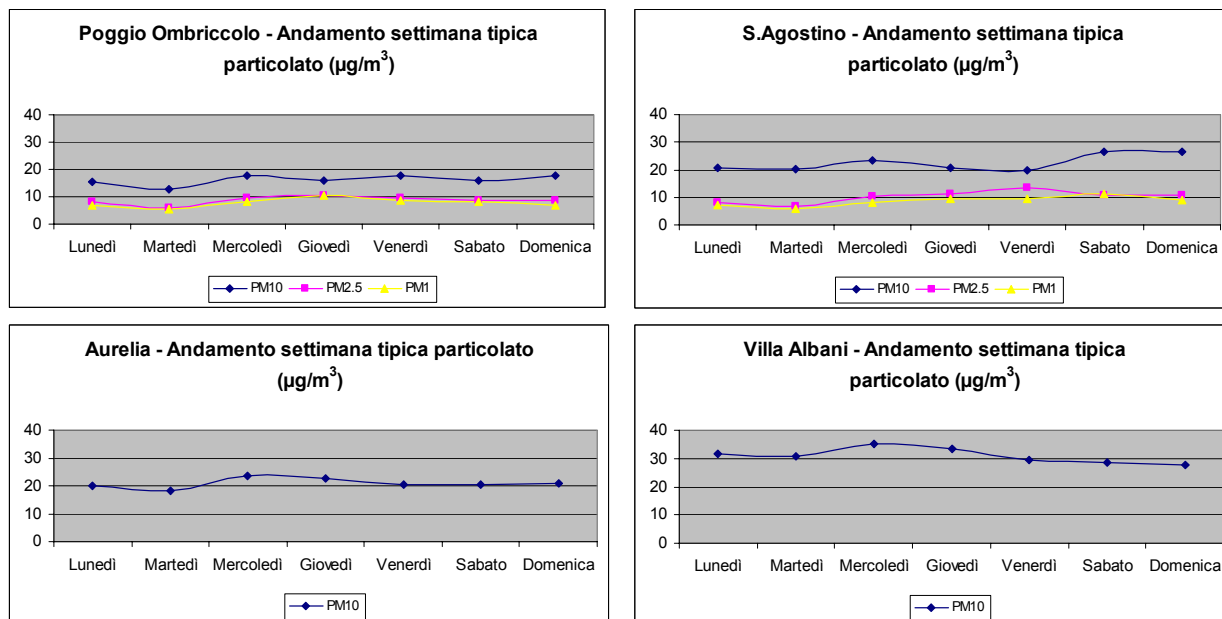 Poggio Ombriccolo - Andamento settimana tipica
particolato (µg/m³)
40
30
20
10
0
Lunedì Martedì Mercoledì Giovedì Venerdì Sabato Domenica
PM10 PM2.5 PM1
S.Agostino - Andamento settimana tipica
particolato (µg/m³)
40
30
20
10
0
Lunedì Martedì Mercoledì Giovedì Venerdì Sabato Domenica
PM10 PM2.5 PM1
Aurelia - Andamento settimana tipica particolato
(µg/m³)
40
30
20
10
0
Lunedì Martedì Mercoledì Giovedì Venerdì Sabato Domenica
PM10
Villa Albani - Andamento settimana tipica
particolato (µg/m³)
40
30
20
10
0
Lunedì Martedì Mercoledì Giovedì Venerdì Sabato Domenica
PM10